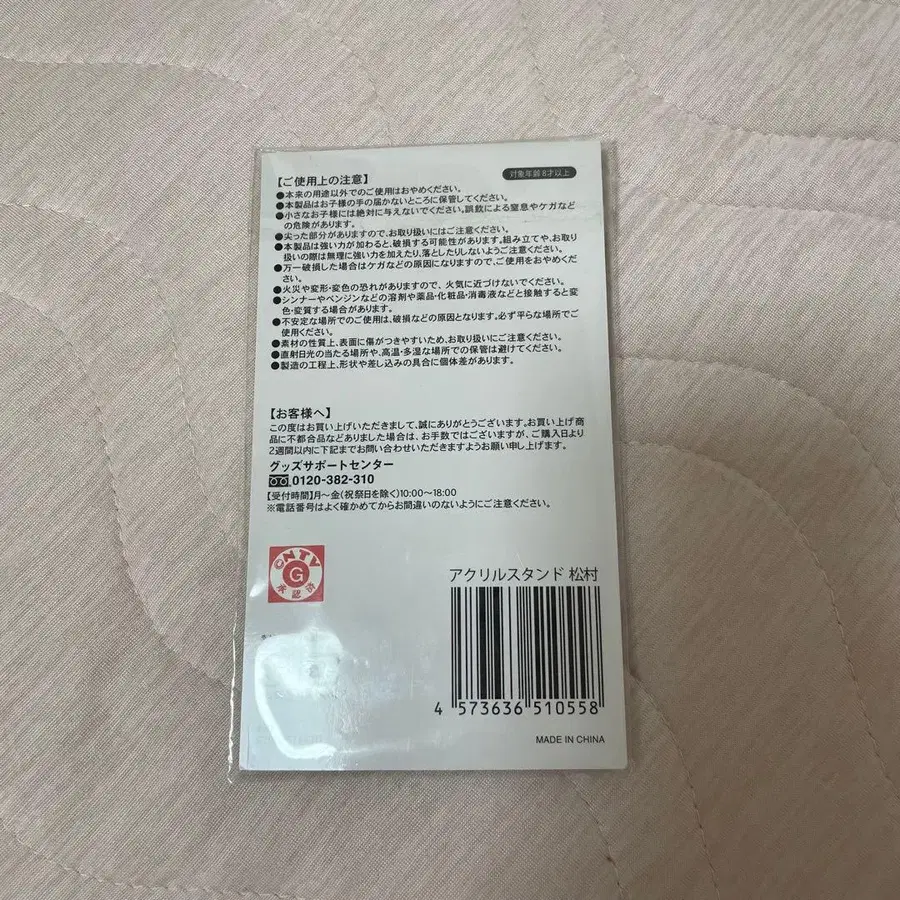 【ご使用上の注意】
対象年齢 8才以上
●本来の用途以外でのご使用はおやめください。
●本製品はお子様の手の届かないところに保管してください。
●小さなお子様には絶対に与えないでください。誤飲による窒息やケガなど
の危険があります。
●尖った部分がありますので、お取り扱いにはご注意ください。
●本製品は強い力が加わると、破損する可能性があります。組み立てや、お取り
扱いの際は無理に強い力を加えたり、落としたりしないようご注意ください。
●万一破損した場合はケガなどの原因になりますので、ご使用をおやめくだ
さい。
●火災や変形・変色の恐れがありますので、火気に近づけないでください。
●シンナーやベンジンなどの溶剤や薬品・化粧品・消毒液などと接触すると変
色・変質する場合があります。
●不安定な場所でのご使用は、破損などの原因となります。必ず平らな場所でご
使用ください。
●素材の性質上、表面に傷がつきやすいため、お取り扱いにご注意ください。
●直射日光の当たる場所や、高温・多湿な場所での保管は避けてください。
●製造の工程上、形状や差し込みの具合に個体差があります。
【お客様へ】
この度はお買い上げいただきまして、誠にありがとうございます。お買い上げ商
品に不都合品などありました場合は、お手数ではございますが、ご購入日より
2週間以内に下記までお問い合わせいただきますようお願い申し上げます。
グッズサポートセンター
0120-382-310
【受付時間】月〜金(祝祭日を除く)10:00〜18:00
※電話番号はよく確かめてからお間違いのないようにご注意ください。
©NTV
G
承認済
アクリルスタンド 松村
4 573636 510558
MADE IN CHINA